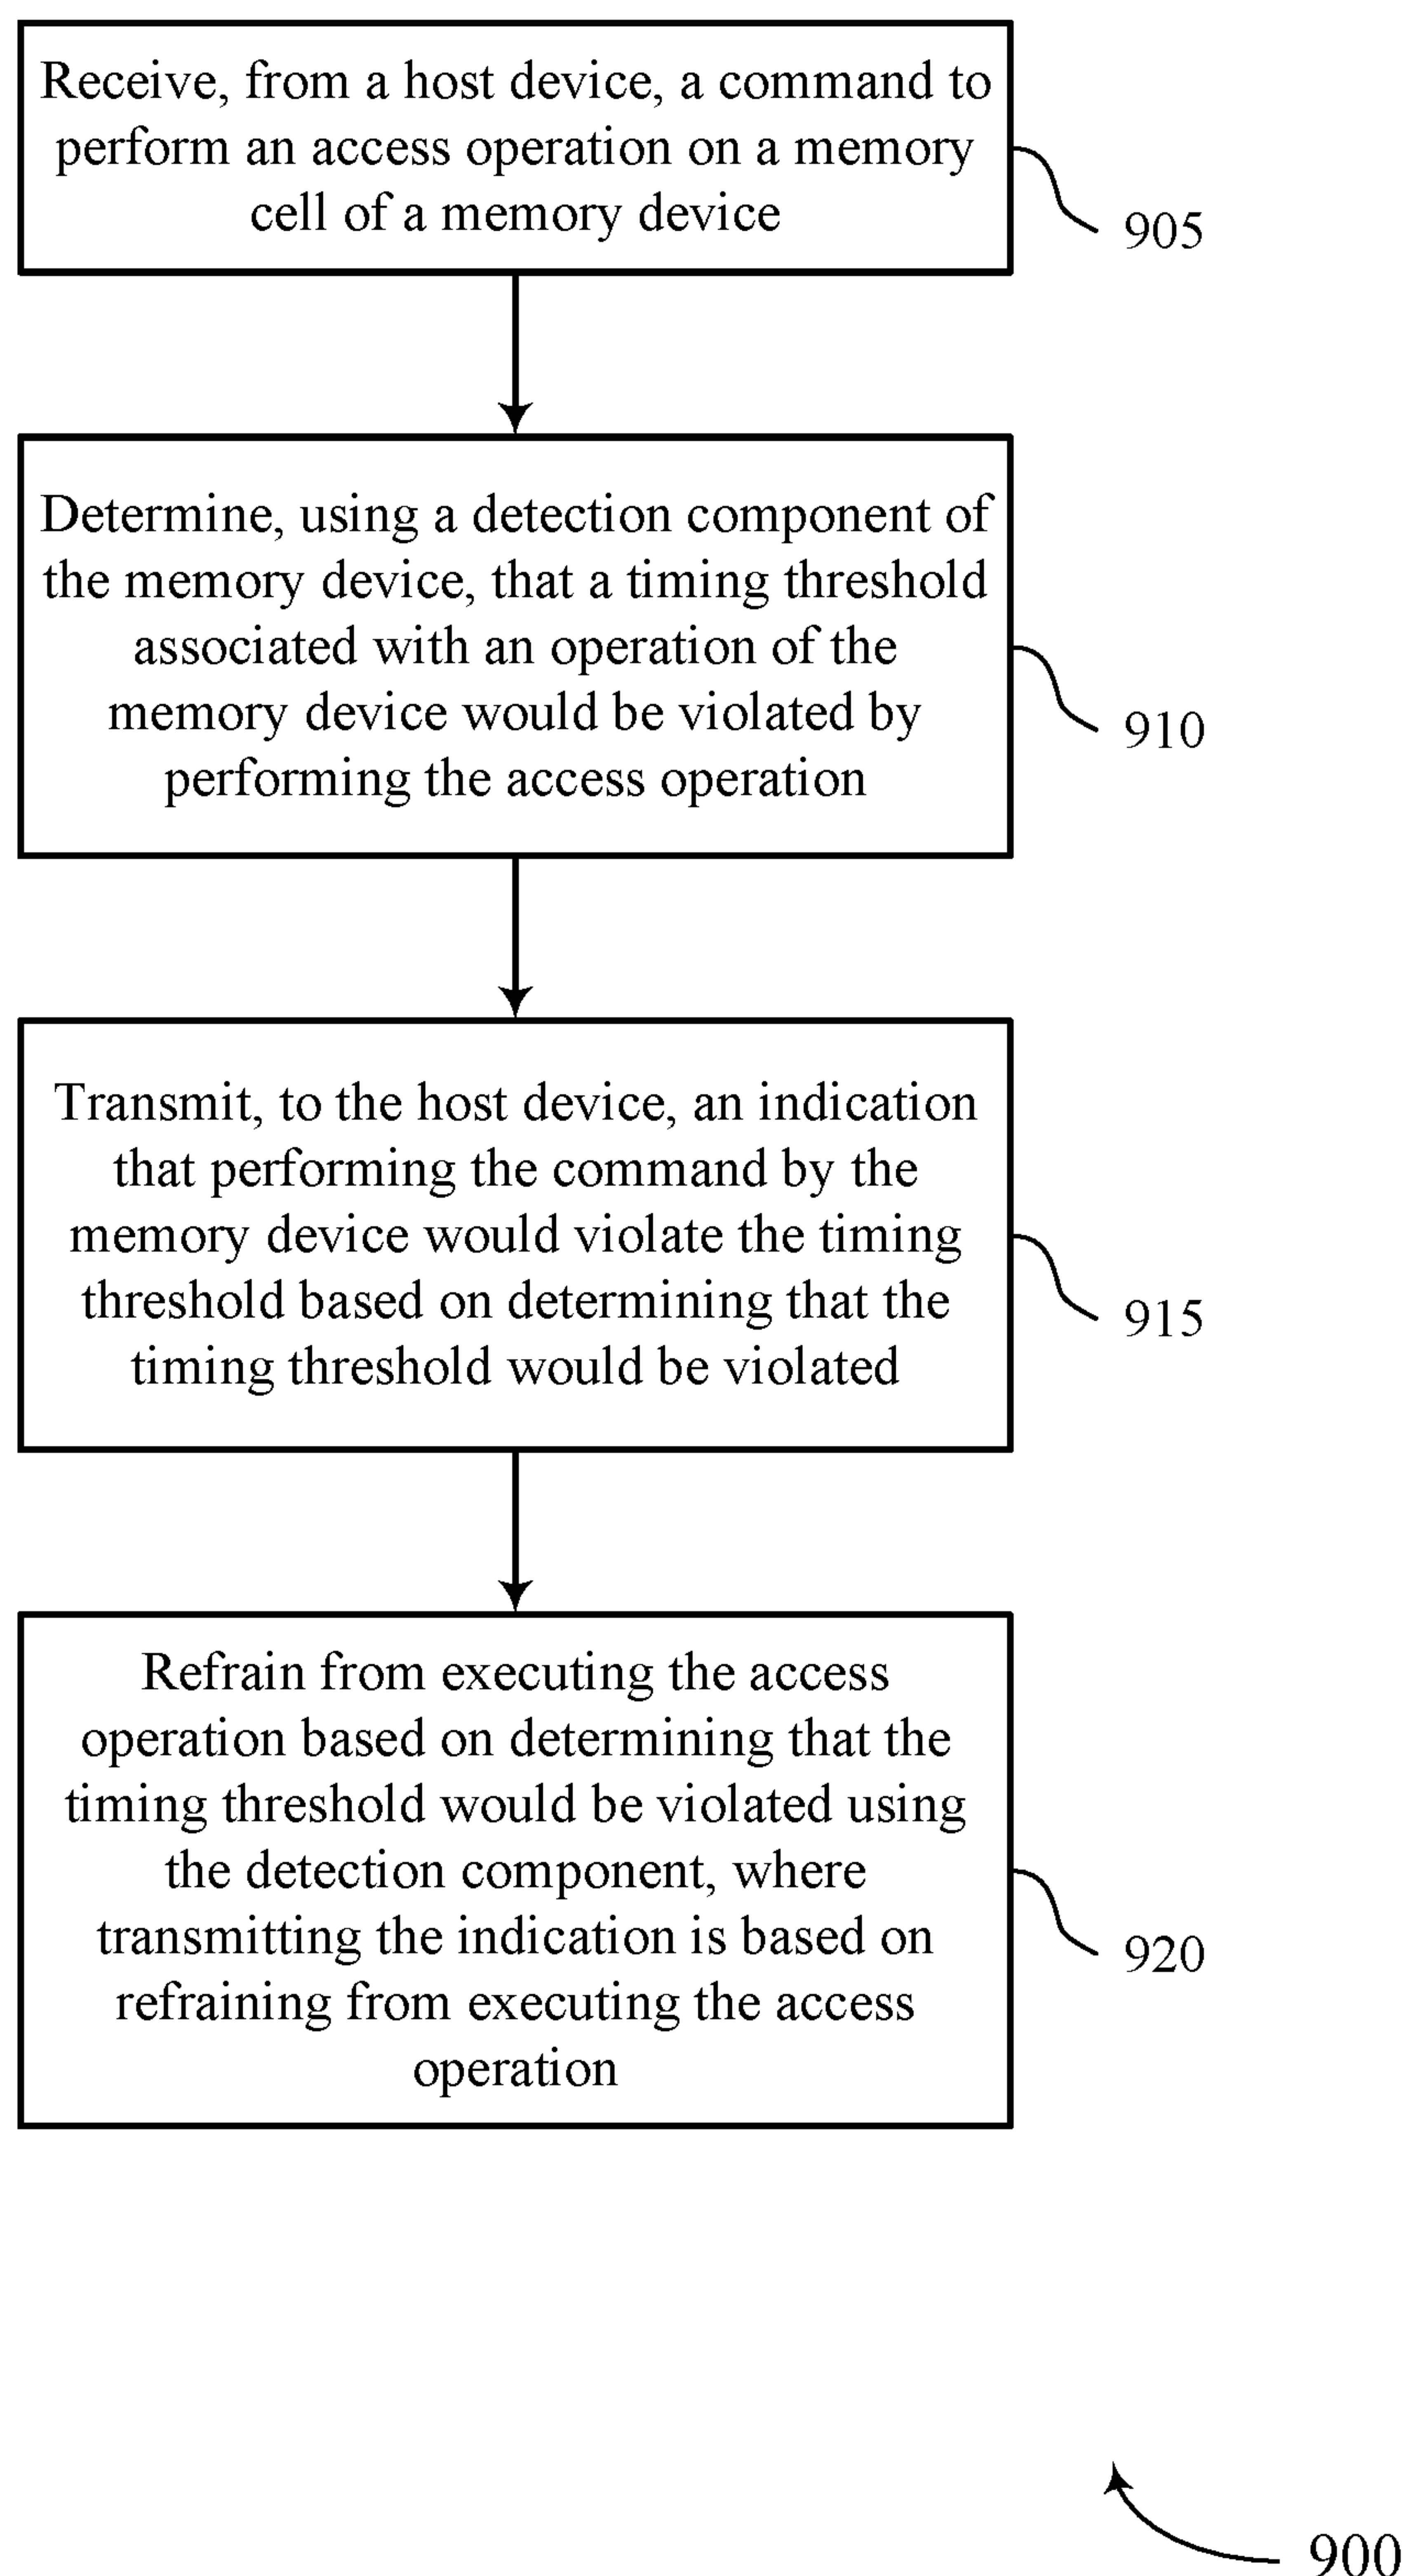 Receive, from a host device, a command to
perform an access operation on a memory
cell of a memory device
905
Determine, using a detection component of
the memory device, that a timing threshold
associated with an operation of the
memory device would be violated by
performing the access operation
910
Transmit, to the host device, an indication
that performing the command by the
memory device would violate the timing
threshold based on determining that the
timing threshold would be violated
915
Refrain from executing the access
operation based on determining that the
timing threshold would be violated using
the detection component, where
transmitting the indication is based on
refraining from executing the access
operation
920
900